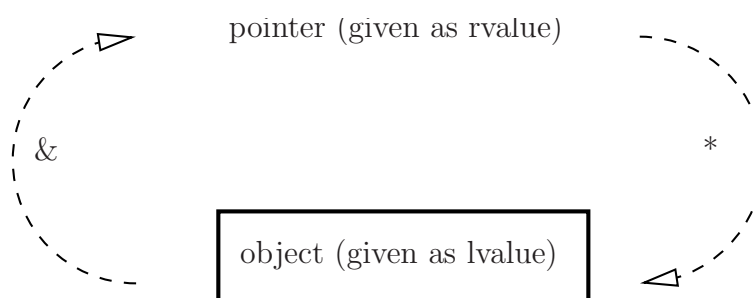 pointer (given as rvalue)
& *
object (given as lvalue)